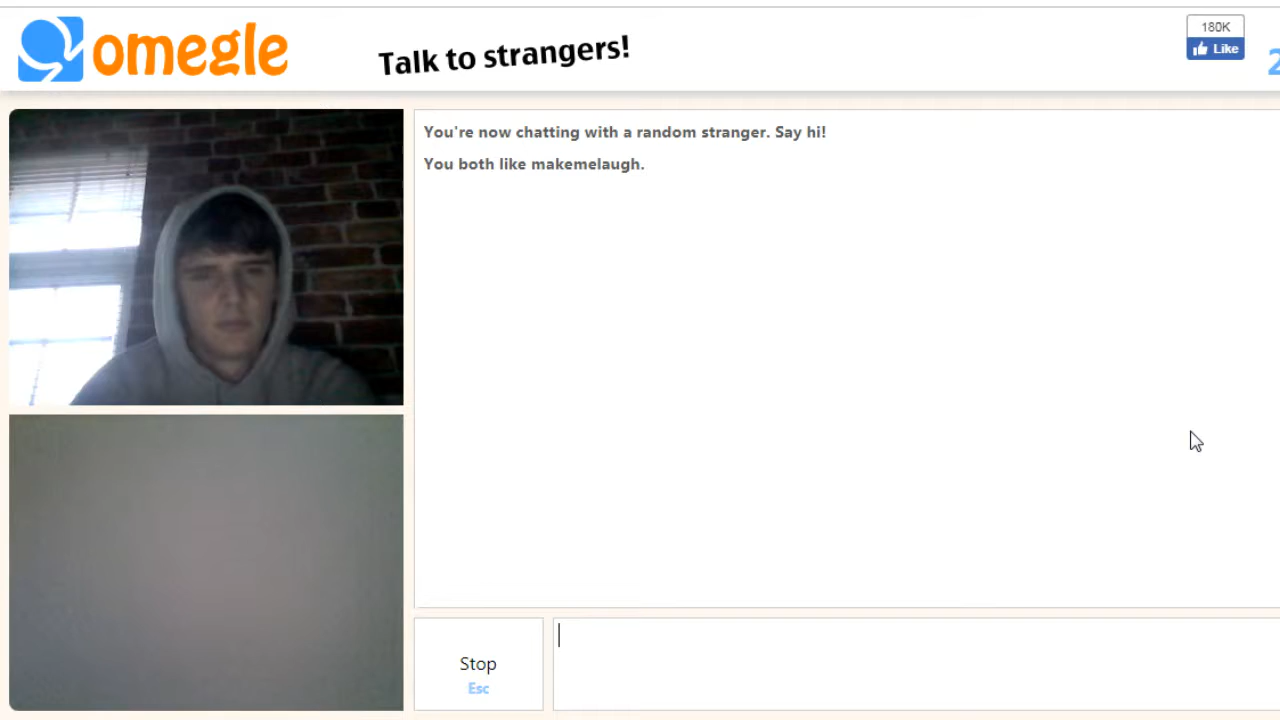 omegle
Talk to strangers!
180K
Like
2
You're now chatting with a random stranger. Say hi!
You both like makemelaugh.
Stop
Esc